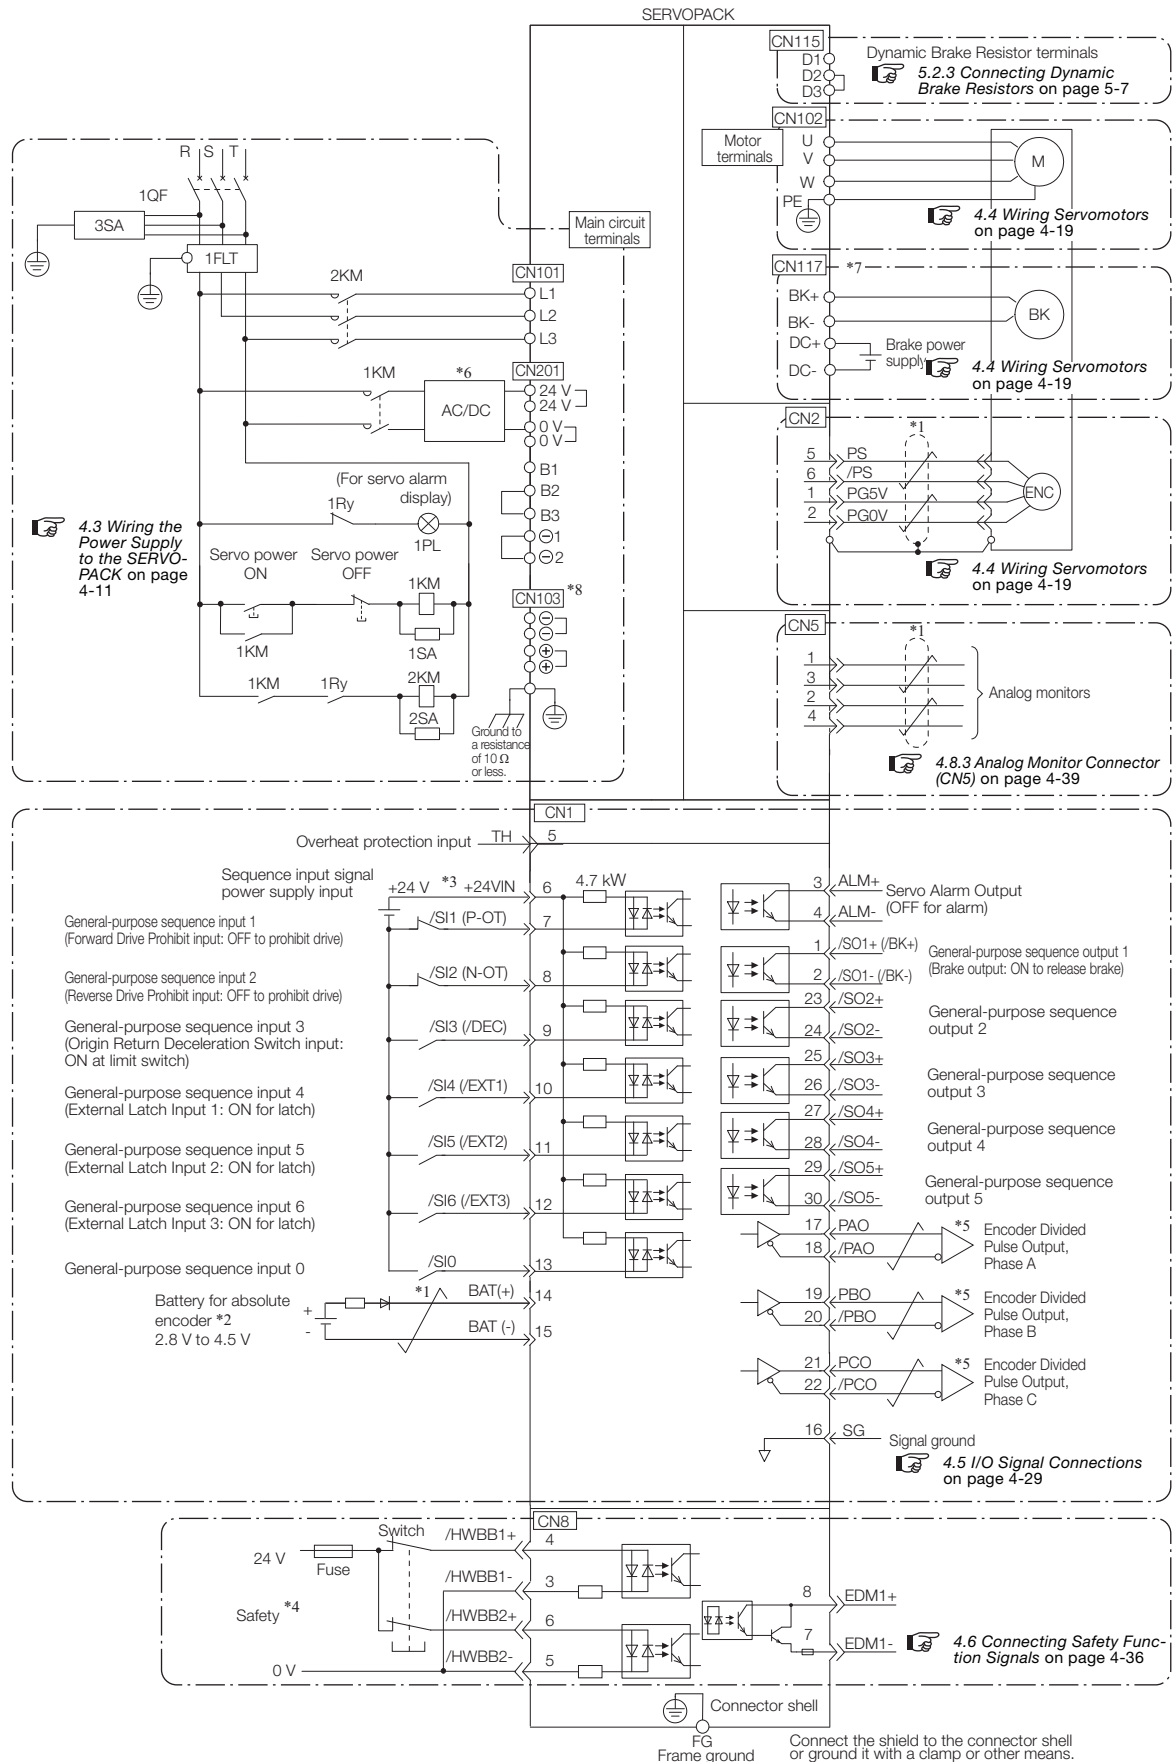 SERVOPACK
CN115
D1
D2
D3
Dynamic Brake Resistor terminals
5.2.3 Connecting Dynamic
Brake Resistors on page 5-7
CN102
Motor
terminals
U
V
W
PE
M
4.4 Wiring Servomotors
on page 4-19
CN117 *7
BK+
BK-
DC+
DC-
BK
Brake power
supply
4.4 Wiring Servomotors
on page 4-19
CN2
*1
5 PS
6 /PS
1 PG5V
2 PG0V
ENC
4.4 Wiring Servomotors
on page 4-19
CN5
*1
1
3
2
4
Analog monitors
4.8.3 Analog Monitor Connector
(CN5) on page 4-39
R S T
1QF
3SA
1FLT
Main circuit
terminals
2KM
CN101
L1
L2
L3
CN201
1KM
*6
AC/DC
24 V
24 V
0 V
0 V
B1
B2
B3
⊖1
⊖2
(For servo alarm
display)
1Ry
1PL
4.3 Wiring the
Power Supply
to the SERVO-
PACK on page
4-11
Servo power
ON
Servo power
OFF
1KM
1KM
1SA
1KM
1Ry
2KM
2SA
CN103 *8
⊖
⊖
⊕
⊕
Ground to
a resistance
of 10 Ω
or less.
CN1
Overheat protection input TH 5
Sequence input signal
power supply input
+24 V *3 +24VIN 6 4.7 kW
General-purpose sequence input 1
(Forward Drive Prohibit input: OFF to prohibit drive)
/SI1 (P-OT) 7
General-purpose sequence input 2
(Reverse Drive Prohibit input: OFF to prohibit drive)
/SI2 (N-OT) 8
General-purpose sequence input 3
(Origin Return Deceleration Switch input:
ON at limit switch)
/SI3 (/DEC) 9
General-purpose sequence input 4
(External Latch Input 1: ON for latch)
/SI4 (/EXT1) 10
General-purpose sequence input 5
(External Latch Input 2: ON for latch)
/SI5 (/EXT2) 11
General-purpose sequence input 6
(External Latch Input 3: ON for latch)
/SI6 (/EXT3) 12
General-purpose sequence input 0
/SI0 13
Battery for absolute
encoder *2
2.8 V to 4.5 V
+
-
*1
BAT(+) 14
BAT (-) 15
3 ALM+
4 ALM-
Servo Alarm Output
(OFF for alarm)
1 /SO1+ (/BK+)
2 /SO1- (/BK-)
General-purpose sequence output 1
(Brake output: ON to release brake)
23 /SO2+
24 /SO2-
General-purpose sequence
output 2
25 /SO3+
26 /SO3-
General-purpose sequence
output 3
27 /SO4+
28 /SO4-
General-purpose sequence
output 4
29 /SO5+
30 /SO5-
General-purpose sequence
output 5
17 PAO
18 /PAO
*5 Encoder Divided
Pulse Output,
Phase A
19 PBO
20 /PBO
*5 Encoder Divided
Pulse Output,
Phase B
21 PCO
22 /PCO
*5 Encoder Divided
Pulse Output,
Phase C
16 SG
Signal ground
4.5 I/O Signal Connections
on page 4-29
CN8
Switch
24 V
Fuse
Safety *4
0 V
/HWBB1+ 4
/HWBB1- 3
/HWBB2+ 6
/HWBB2- 5
8 EDM1+
7 EDM1-
4.6 Connecting Safety Func-
tion Signals on page 4-36
Connector shell
FG
Frame ground
Connect the shield to the connector shell
or ground it with a clamp or other means.